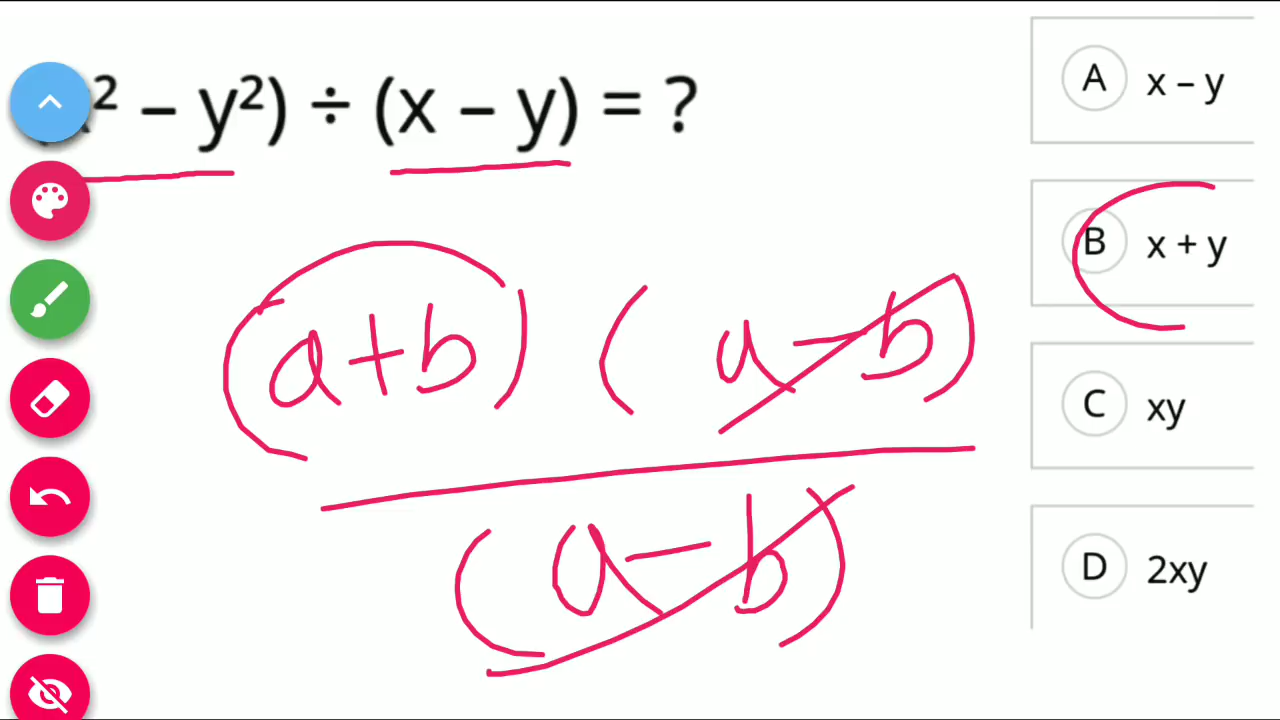 ² – y²) ÷ (x – y) = ?
A x – y
B x + y
C xy
D 2xy
(a+b) (a-b)
(a-b)